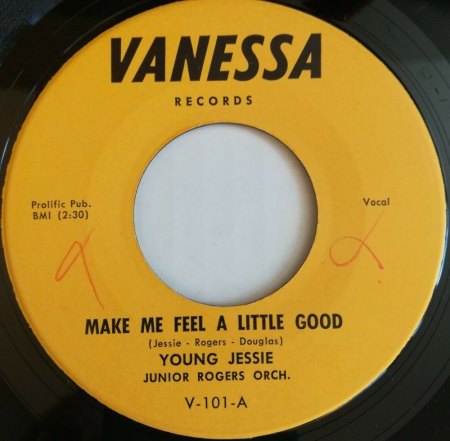 VANESSA
RECORDS
Prolific Pub.
BMI (2:30)
Vocal
MAKE ME FEEL A LITTLE GOOD
(Jessie - Rogers - Douglas)
YOUNG JESSIE
JUNIOR ROGERS ORCH.
V-101-A